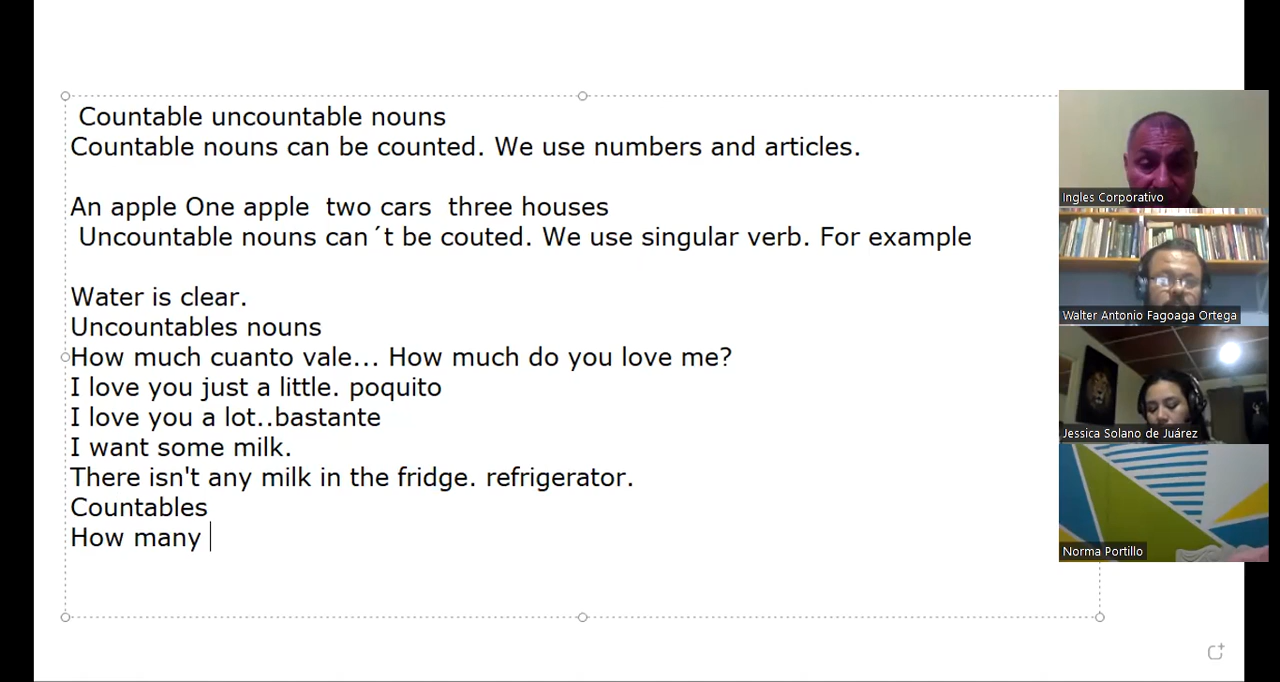 Countable uncountable nouns
Countable nouns can be counted. We use numbers and articles.
An apple One apple  two cars  three houses
Uncountable nouns can´t be couted. We use singular verb. For example
Water is clear.
Uncountables nouns
How much cuanto vale... How much do you love me?
I love you just a little. poquito
I love you a lot..bastante
I want some milk.
There isn't any milk in the fridge. refrigerator.
Countables
How many
Ingles Corporativo
Walter Antonio Fagoaga Ortega
Jessica Solano de Juárez
Norma Portillo